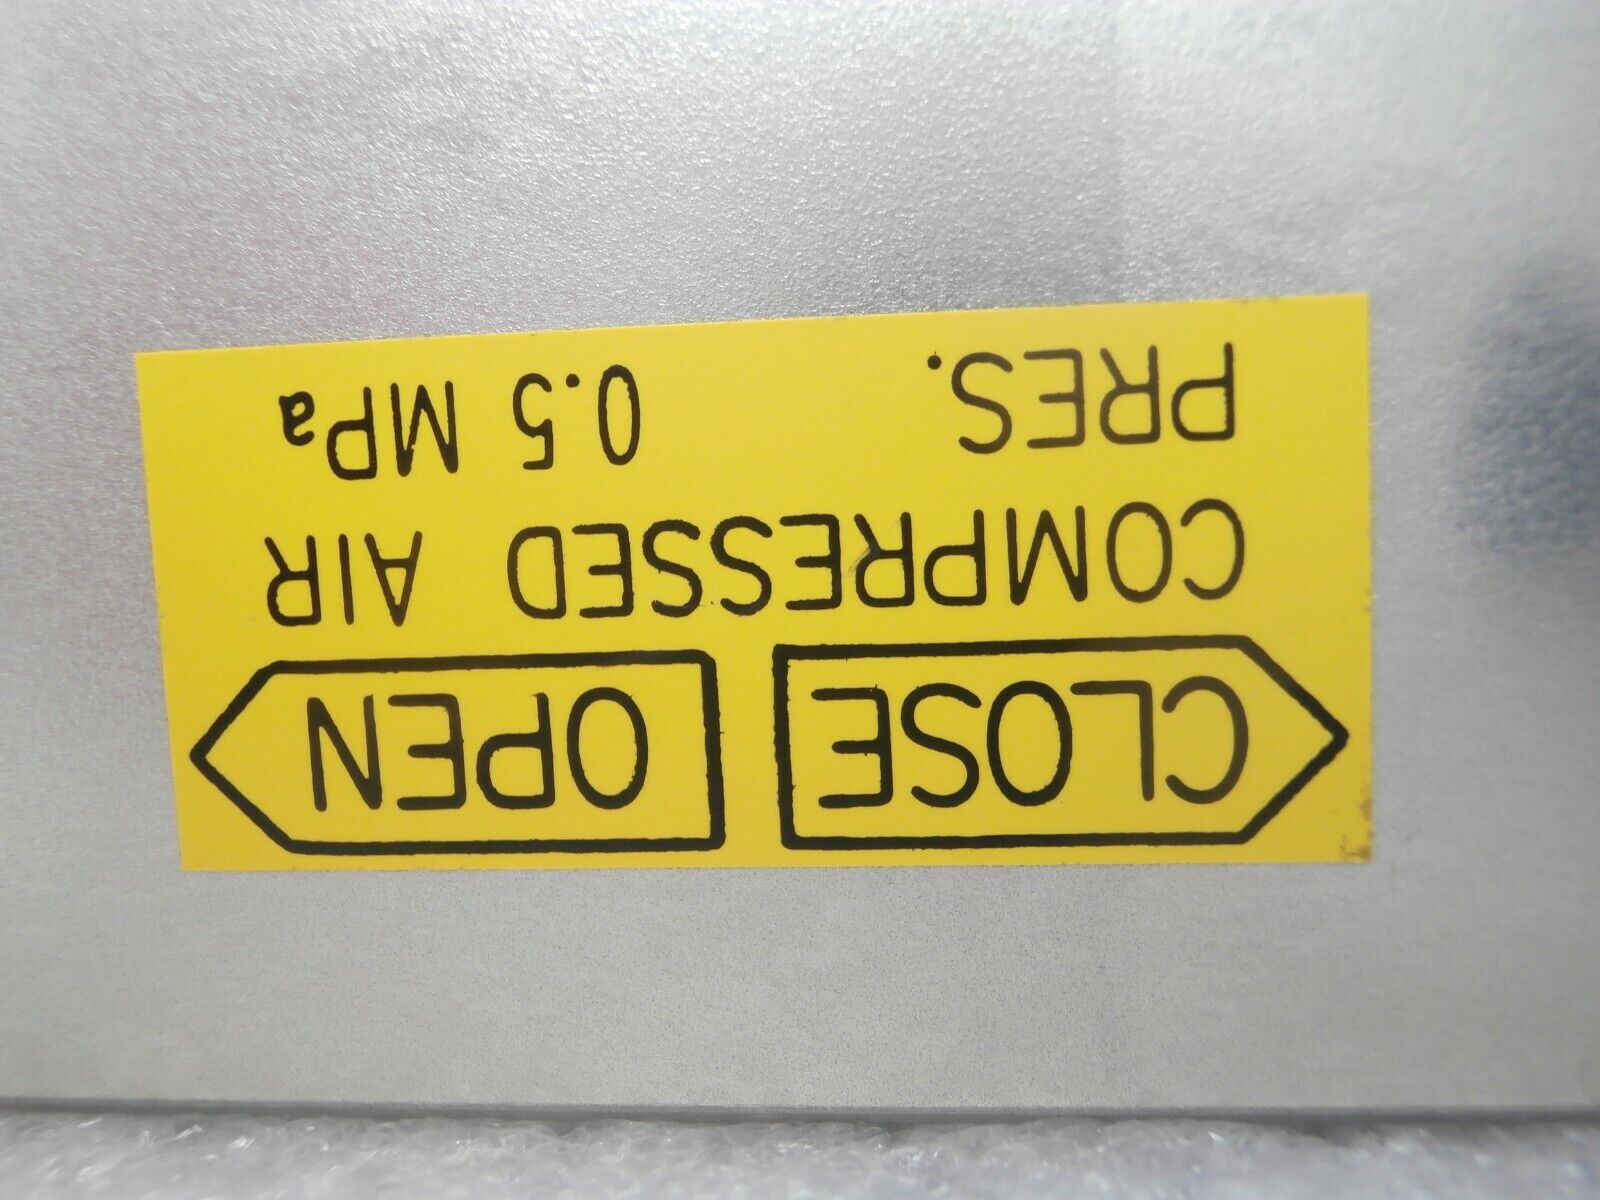 CLOSE OPEN
COMPRESSED AIR
PRES. 0.5 MPa